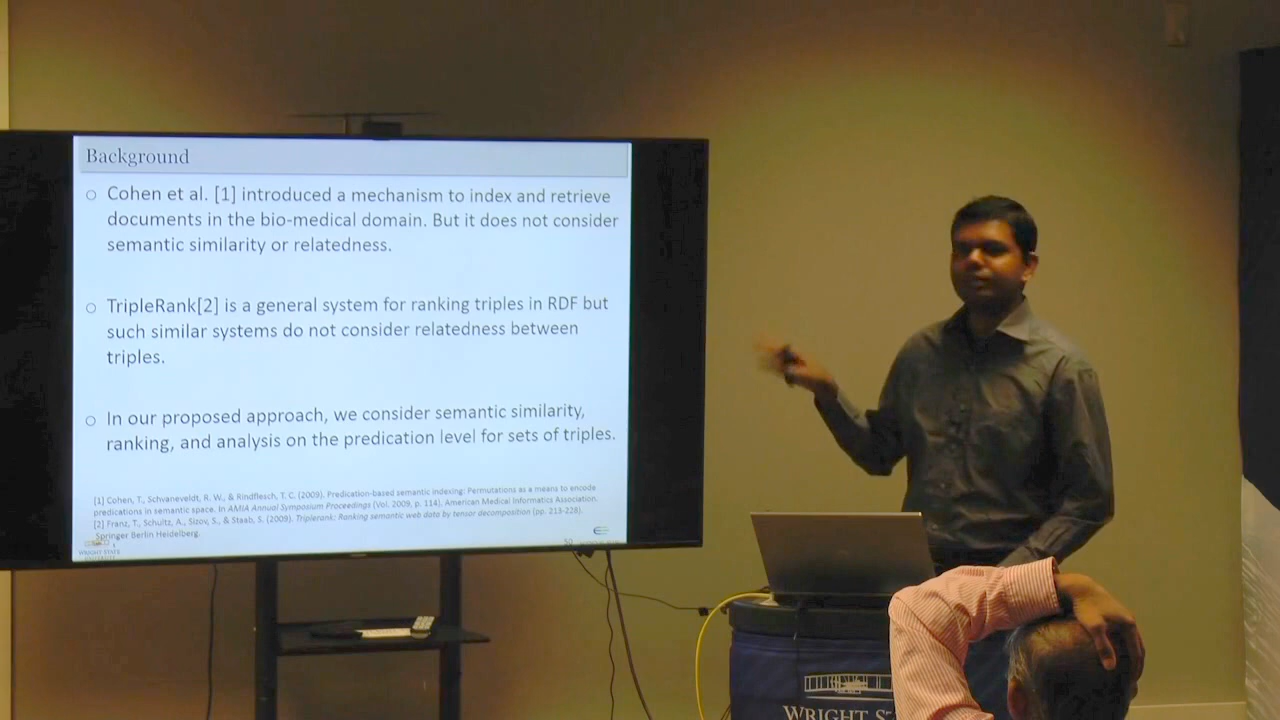 Background
Cohen et al. [1] introduced a mechanism to index and retrieve
documents in the bio-medical domain. But it does not consider
semantic similarity or relatedness.
TripleRank[2] is a general system for ranking triples in RDF but
such similar systems do not consider relatedness between
triples.
In our proposed approach, we consider semantic similarity,
ranking, and analysis on the predication level for sets of triples.
[1] Cohen, T., Schvaneveldt, R. W., & Rindflesch, T. C. (2009). Predication-based semantic indexing: Permutations as a means to encode
predications in semantic space. In AMIA Annual Symposium Proceedings (Vol. 2009, p. 114). American Medical Informatics Association.
[2] Franz, T., Schultz, A., Sizov, S., & Staab, S. (2009). Triplerank: Ranking semantic web data by tensor decomposition (pp. 213-228).
Springer Berlin Heidelberg.
WRIGHT STATE
UNIVERSITY
50
WRIGHT ST